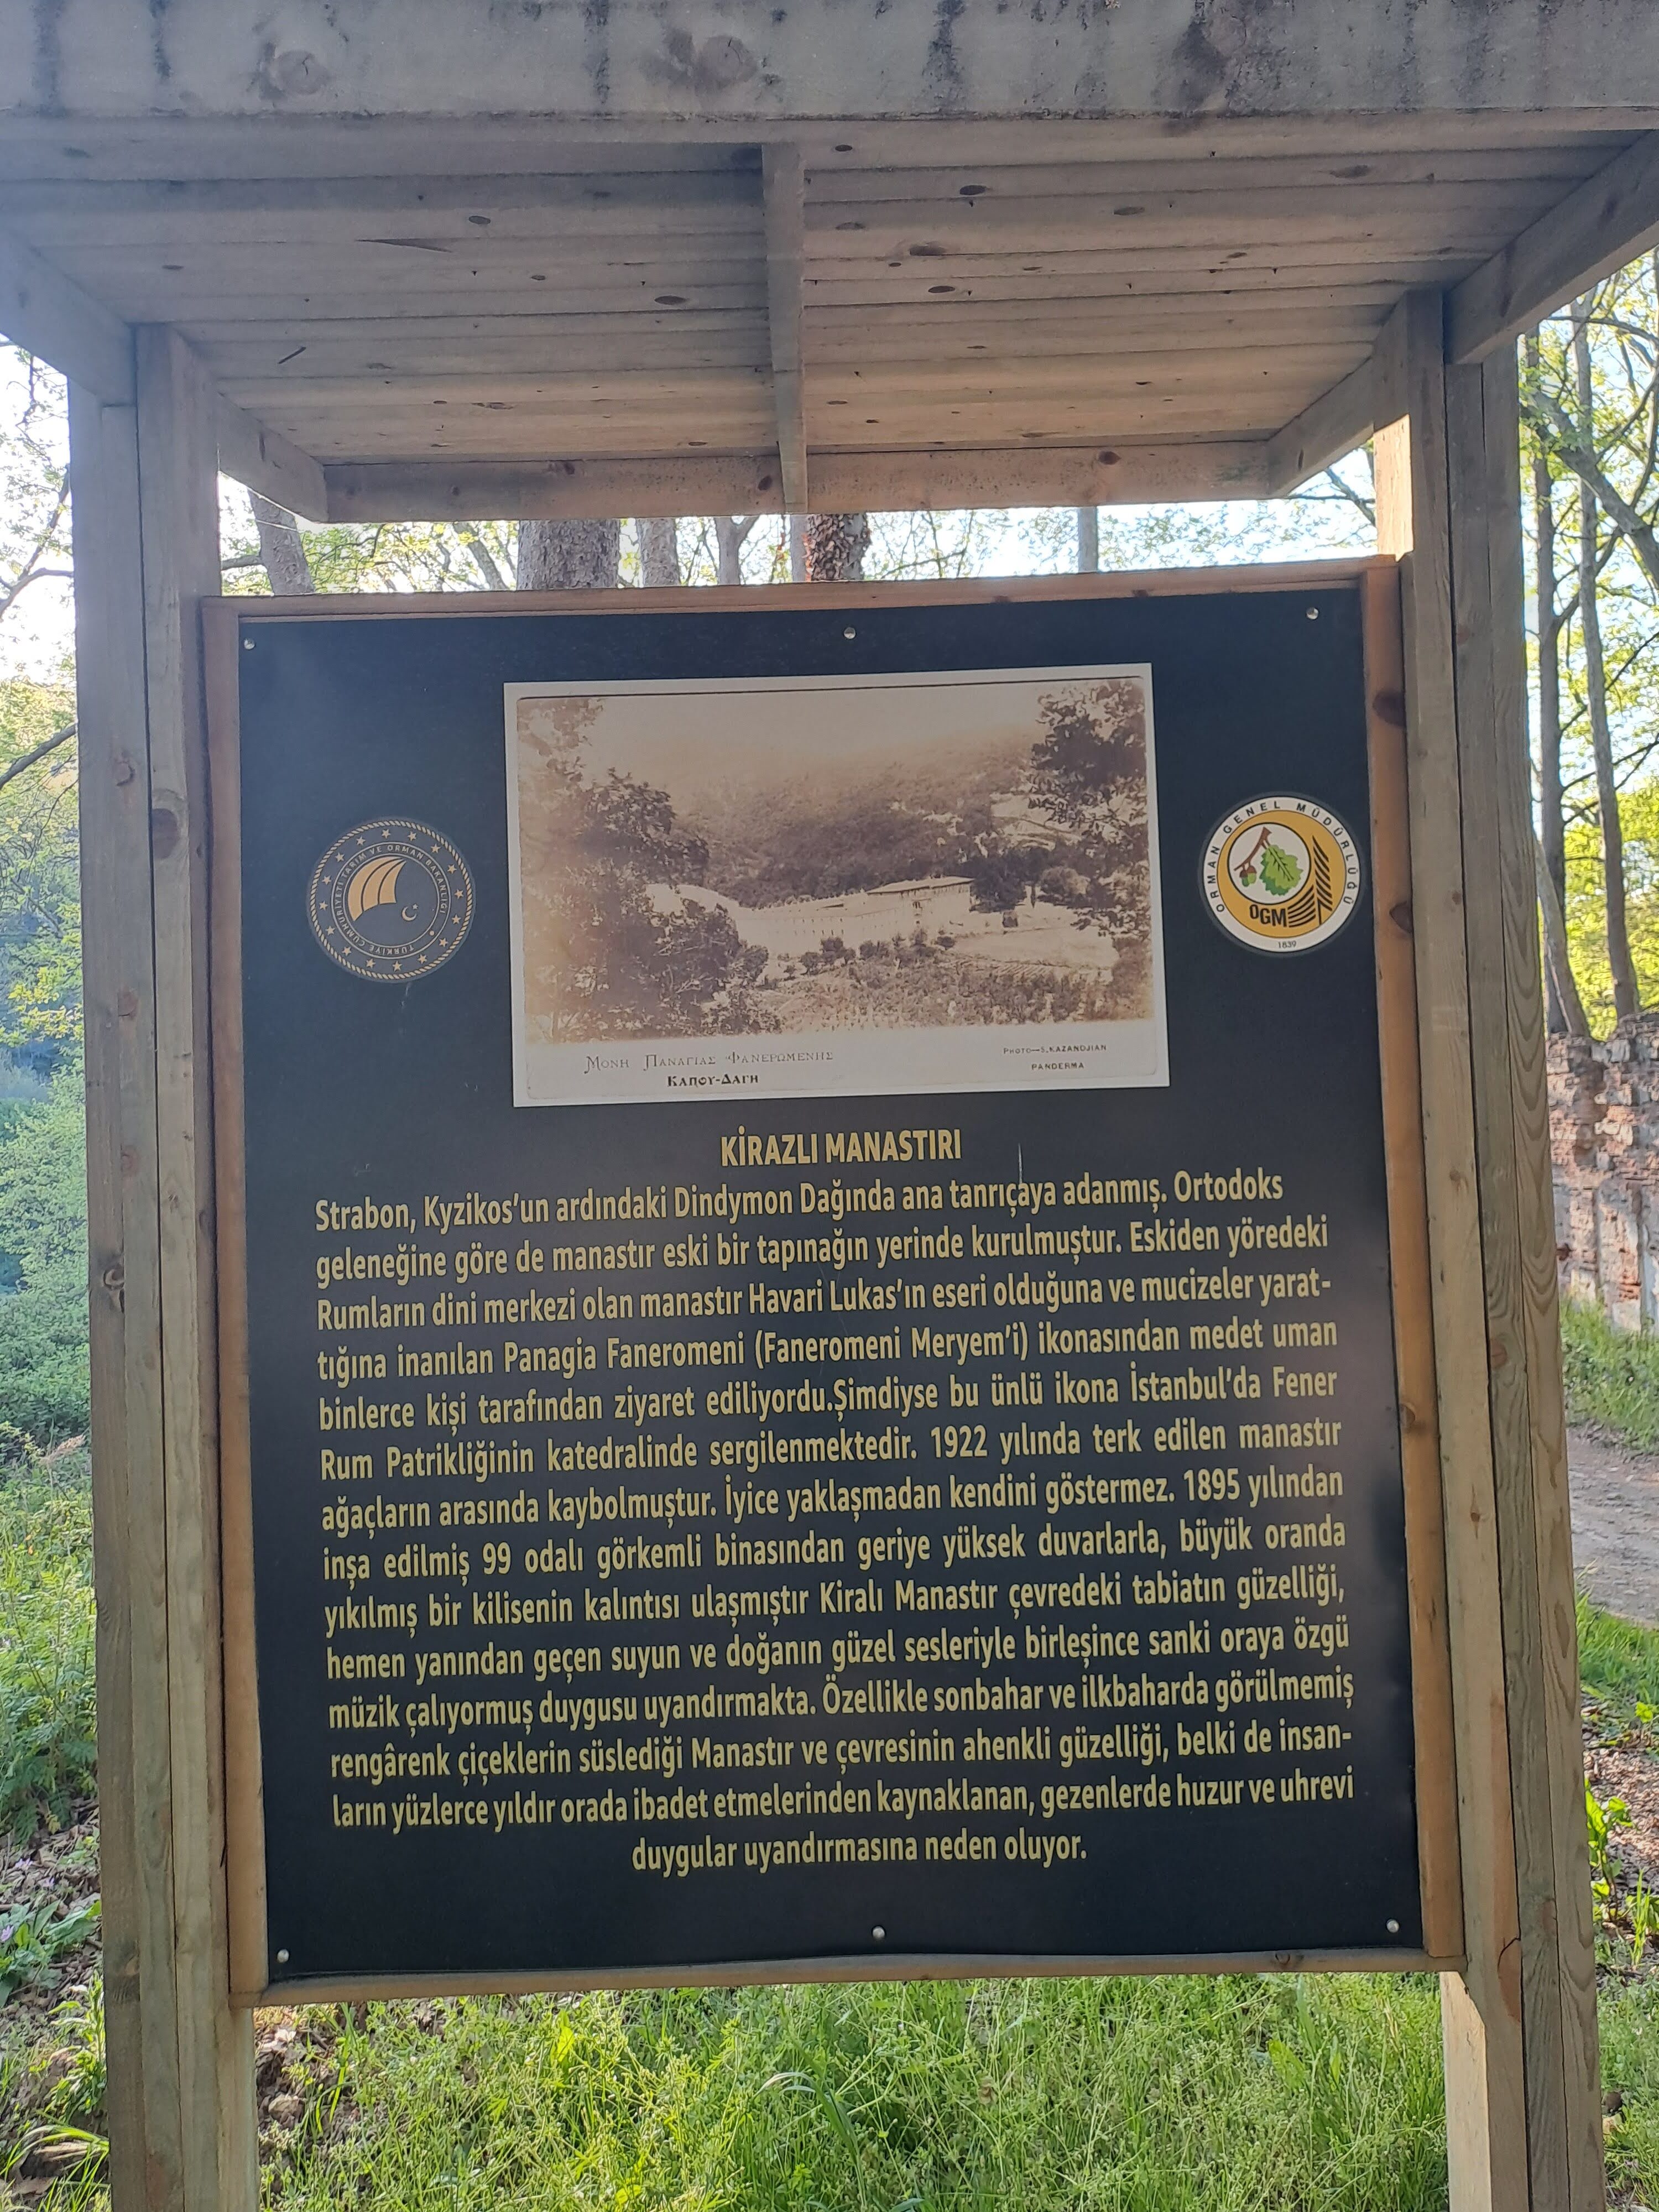 TÜRKİYE CUMHURİYETİ TARIM VE ORMAN BAKANLIĞI
ORMAN GENEL MÜDÜRLÜĞÜ
OGM
1839
ΜΟΝΗ ΠΑΝΑΓΙΑΣ ΦΑΝΕΡΩΜΕΝΗΣ
ΚΑΠΟΥ-ΔΑΓΗ
PHOTO—S.KAZANDJIAN
PANDERMA
KİRAZLI MANASTIRI
Strabon, Kyzikos’un ardındaki Dindymon Dağında ana tanrıçaya adanmış. Ortodoks
geleneğine göre de manastır eski bir tapınağın yerinde kurulmuştur. Eskiden yöredeki
Rumların dini merkezi olan manastır Havari Lukas’ın eseri olduğuna ve mucizeler yarat-
tığına inanılan Panagia Faneromeni (Faneromeni Meryem’i) ikonasından medet uman
binlerce kişi tarafından ziyaret ediliyordu.Şimdiyse bu ünlü ikona İstanbul’da Fener
Rum Patrikliğinin katedralinde sergilenmektedir. 1922 yılında terk edilen manastır
ağaçların arasında kaybolmuştur. İyice yaklaşmadan kendini göstermez. 1895 yılından
inşa edilmiş 99 odalı görkemli binasından geriye yüksek duvarlarla, büyük oranda
yıkılmış bir kilisenin kalıntısı ulaşmıştır Kiralı Manastır çevredeki tabiatın güzelliği,
hemen yanından geçen suyun ve doğanın güzel sesleriyle birleşince sanki oraya özgü
müzik çalıyormuş duygusu uyandırmakta. Özellikle sonbahar ve ilkbaharda görülmemiş
rengârenk çiçeklerin süslediği Manastır ve çevresinin ahenkli güzelliği, belki de insan-
ların yüzlerce yıldır orada ibadet etmelerinden kaynaklanan, gezenlerde huzur ve uhrevi
duygular uyandırmasına neden oluyor.